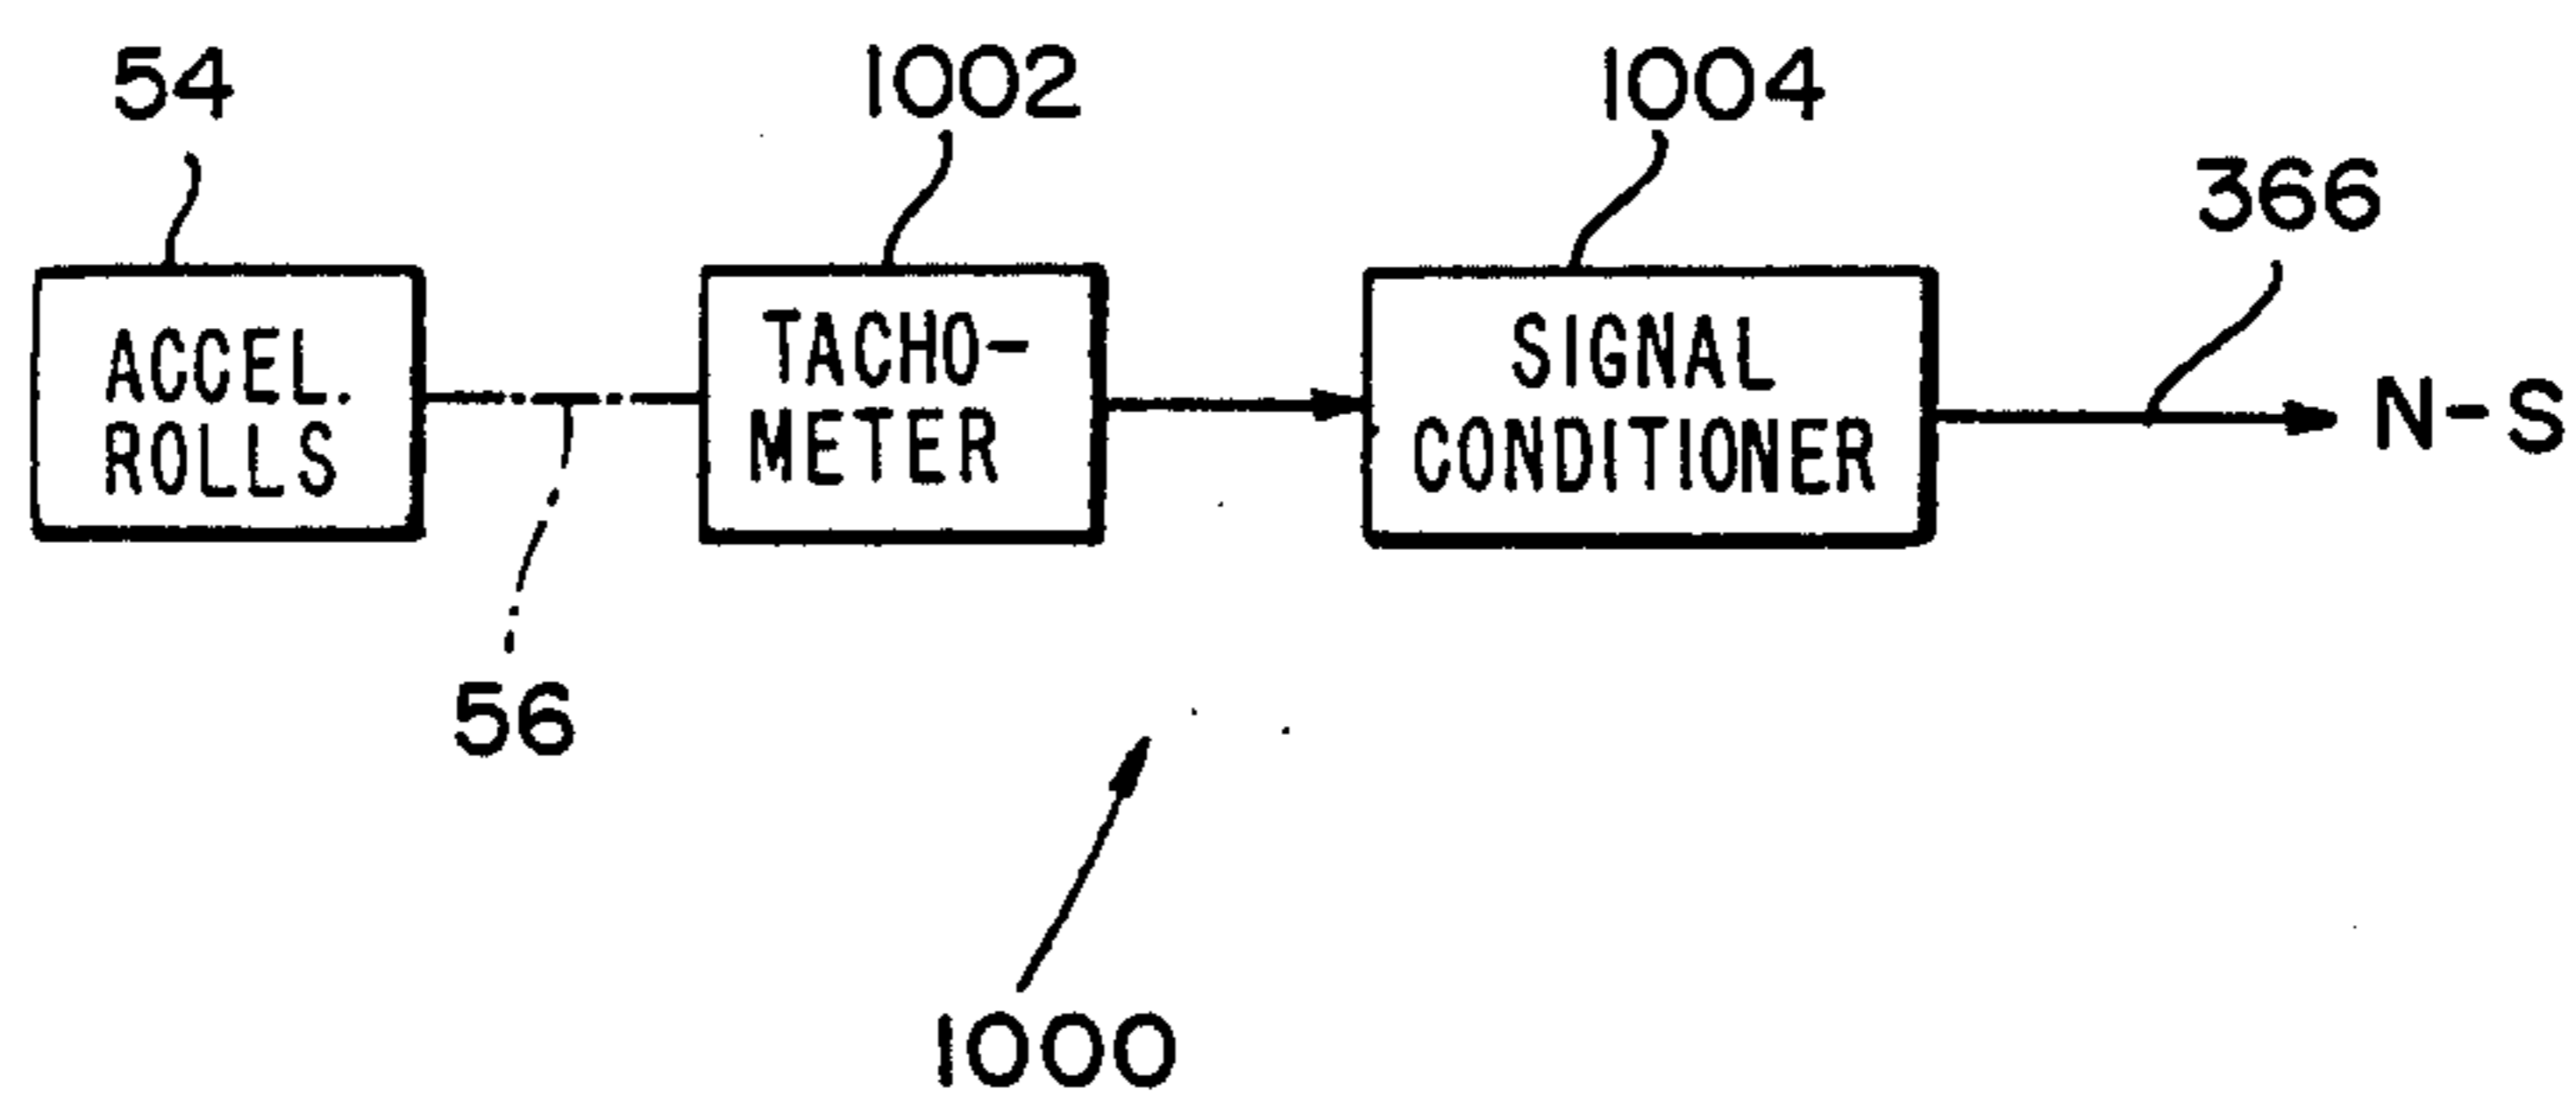 54
1002
1004
366
ACCEL.
ROLLS
TACHO-
METER
SIGNAL
CONDITIONER
N-S
56
1000